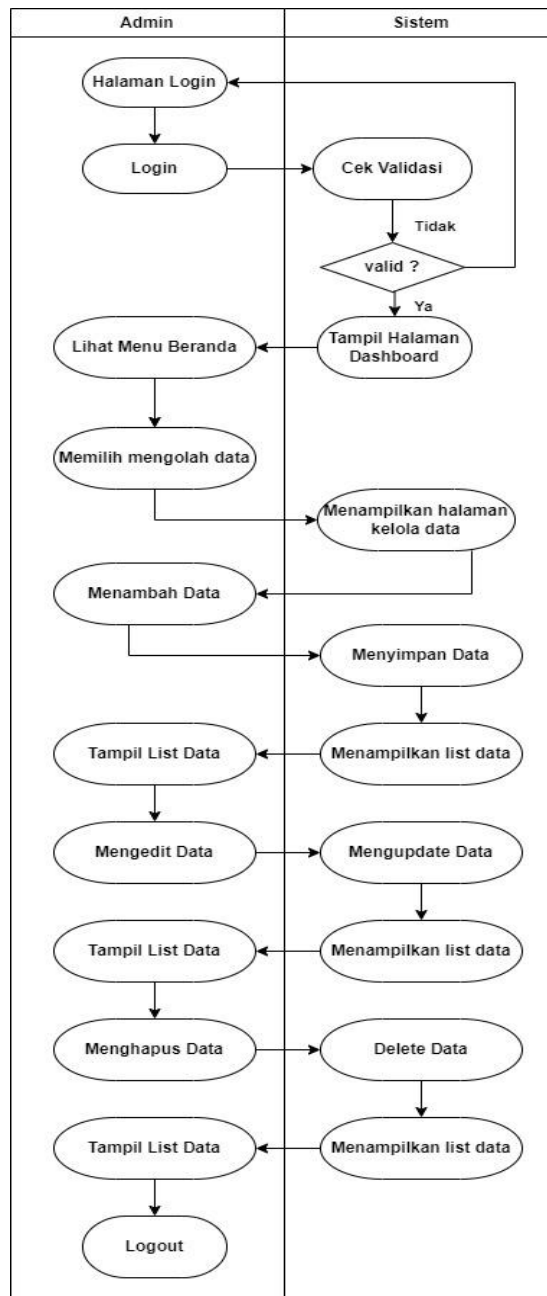 Admin
Sistem
Halaman Login
Login
Cek Validasi
Tidak
valid ?
Ya
Lihat Menu Beranda
Tampil Halaman
Dashboard
Memilih mengolah data
Menampilkan halaman
kelola data
Menambah Data
Menyimpan Data
Tampil List Data
Menampilkan list data
Mengedit Data
Mengupdate Data
Tampil List Data
Menampilkan list data
Menghapus Data
Delete Data
Tampil List Data
Menampilkan list data
Logout